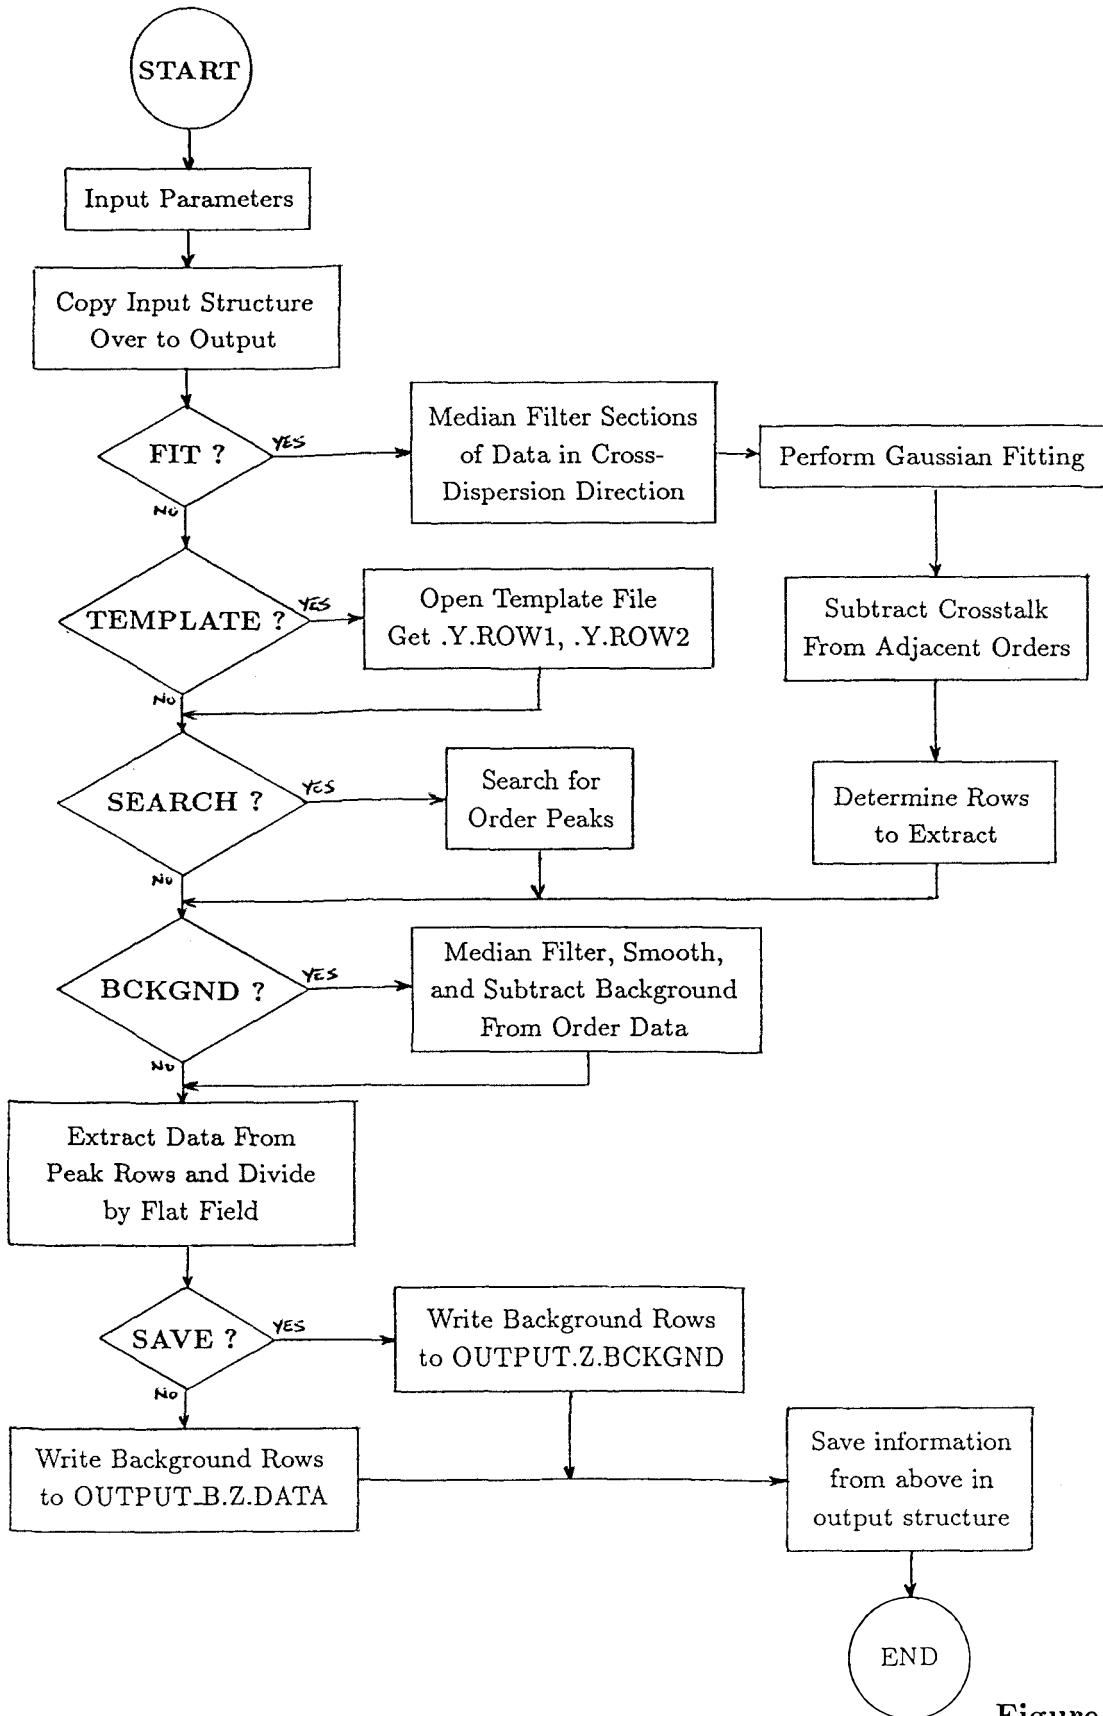 START
Input Parameters
Copy Input Structure
Over to Output
FIT ?
YES
No
Median Filter Sections
of Data in Cross-
Dispersion Direction
Perform Gaussian Fitting
TEMPLATE ?
YES
No
Open Template File
Get .Y.ROW1, .Y.ROW2
Subtract Crosstalk
From Adjacent Orders
SEARCH ?
YES
No
Search for
Order Peaks
Determine Rows
to Extract
BCKGND ?
YES
No
Median Filter, Smooth,
and Subtract Background
From Order Data
Extract Data From
Peak Rows and Divide
by Flat Field
SAVE ?
YES
No
Write Background Rows
to OUTPUT.Z.BCKGND
Write Background Rows
to OUTPUT_B.Z.DATA
Save information
from above in
output structure
END
Figure